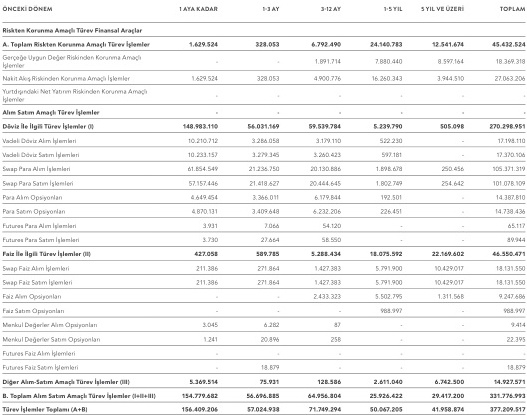 ÖNCEKİ DÖNEM 1 AYA KADAR 1-3 AY 3-12 AY 1-5 YIL 5 YIL VE ÜZERİ TOPLAM
Riskten Korunma Amaçlı Türev Finansal Araçlar
A. Toplam Riskten Korunma Amaçlı Türev İşlemler 1.629.524 328.053 6.792.490 24.140.783 12.541.674 45.432.524
Gerçeğe Uygun Değer Riskinden Korunma Amaçlı
İşlemler - - 1.891.714 7.880.440 8.597.164 18.369.318
Nakit Akış Riskinden Korunma Amaçlı İşlemler 1.629.524 328.053 4.900.776 16.260.343 3.944.510 27.063.206
Yurtdışındaki Net Yatırım Riskinden Korunma Amaçlı
İşlemler - - - - - -
Alım Satım Amaçlı Türev İşlemler - - - - - -
Döviz İle İlgili Türev İşlemler (I) 148.983.110 56.031.169 59.539.784 5.239.790 505.098 270.298.951
Vadeli Döviz Alım İşlemleri 10.210.712 3.286.058 3.179.110 522.230 - 17.198.110
Vadeli Döviz Satım İşlemleri 10.233.157 3.279.345 3.260.423 597.181 - 17.370.106
Swap Para Alım İşlemleri 61.854.549 21.236.750 20.130.886 1.898.678 250.456 105.371.319
Swap Para Satım İşlemleri 57.157.446 21.418.627 20.444.645 1.802.749 254.642 101.078.109
Para Alım Opsiyonları 4.649.454 3.366.011 6.179.844 192.501 - 14.387.810
Para Satım Opsiyonları 4.870.131 3.409.648 6.232.206 226.451 - 14.738.436
Futures Para Alım İşlemleri 3.931 7.066 54.120 - - 65.117
Futures Para Satım İşlemleri 3.730 27.664 58.550 - - 89.944
Faiz İle İlgili Türev İşlemler (II) 427.058 589.785 5.288.434 18.075.592 22.169.602 46.550.471
Swap Faiz Alım İşlemleri 211.386 271.864 1.427.383 5.791.900 10.429.017 18.131.550
Swap Faiz Satım İşlemleri 211.386 271.864 1.427.383 5.791.900 10.429.017 18.131.550
Faiz Alım Opsiyonları - - 2.433.323 5.502.795 1.311.568 9.247.686
Faiz Satım Opsiyonları - - - 988.997 - 988.997
Menkul Değerler Alım Opsiyonları 3.045 6.282 87 - - 9.414
Menkul Değerler Satım Opsiyonları 1.241 20.896 258 - - 22.395
Futures Faiz Alım İşlemleri - - - - - -
Futures Faiz Satım İşlemleri - 18.879 - - - 18.879
Diğer Alım-Satım Amaçlı Türev İşlemler (III) 5.369.514 75.931 128.586 2.611.040 6.742.500 14.927.571
B. Toplam Alım Satım Amaçlı Türev İşlemler (I+II+III) 154.779.682 56.696.885 64.956.804 25.926.422 29.417.200 331.776.993
Türev İşlemler Toplamı (A+B) 156.409.206 57.024.938 71.749.294 50.067.205 41.958.874 377.209.517